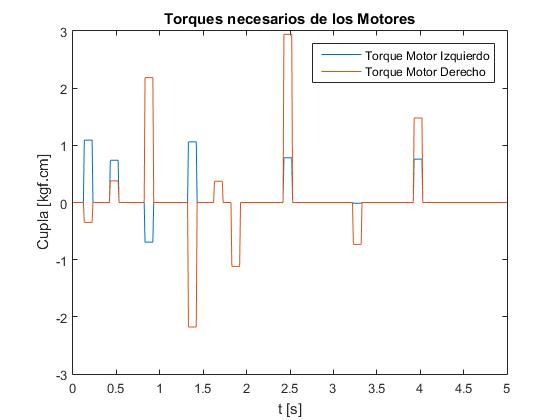 Torques necesarios de los Motores
Torque Motor Izquierdo
Torque Motor Derecho
3
2
1
0
-1
-2
-3
Cupla [kgf.cm]
0 0.5 1 1.5 2 2.5 3 3.5 4 4.5 5
t [s]